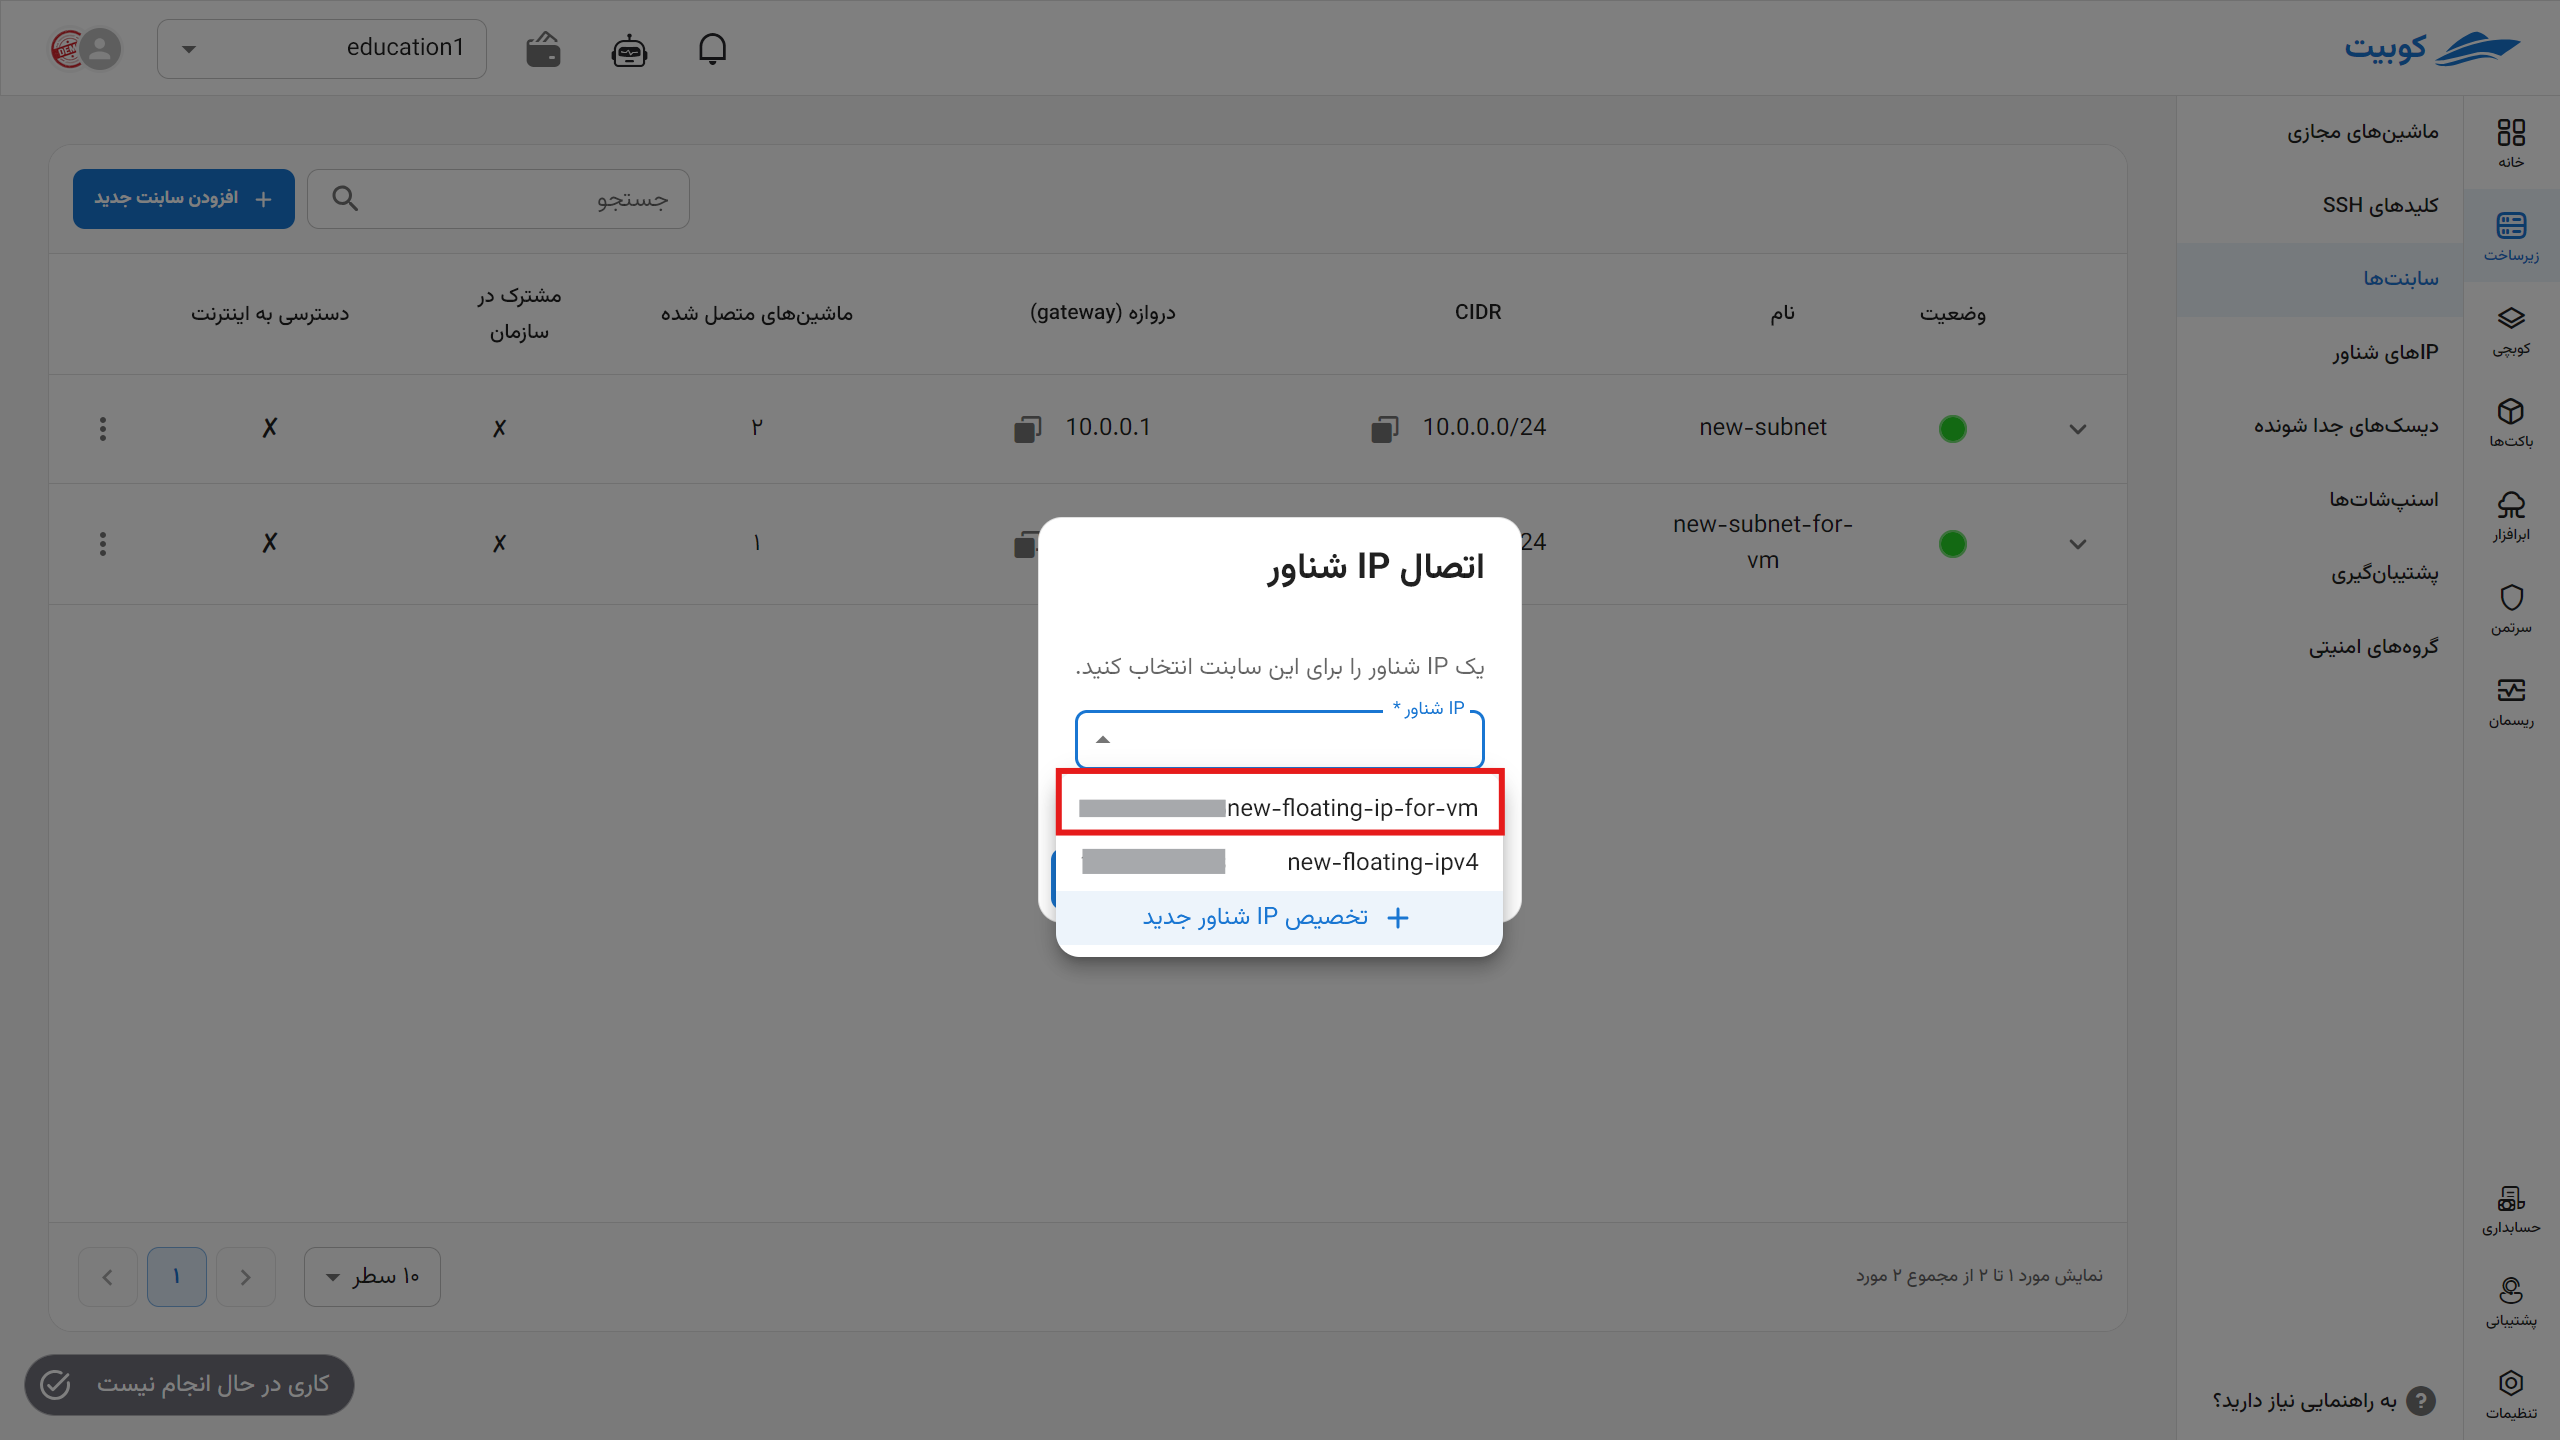 education1
کوبیت
خانه
زیرساخت
کوبچی
باکت‌ها
ابرافزار
سرتمن
ریسمان
حسابداری
پشتیبانی
تنظیمات
ماشین‌های مجازی
کلیدهای SSH
سابنت‌ها
IPهای شناور
دیسک‌های جدا شونده
اسنپ‌شات‌ها
پشتیبان‌گیری
گروه‌های امنیتی
به راهنمایی نیاز دارید؟
جستجو
افزودن سابنت جدید
وضعیت نام CIDR دروازه (gateway) ماشین‌های متصل شده مشترک در دسترسی به اینترنت
سازمان
new-subnet 10.0.0.0/24 10.0.0.1 ۲ ✗ ✗
new-subnet-for- 24 ۱ ✗ ✗
vm
اتصال IP شناور
یک IP شناور را برای این سابنت انتخاب کنید.
IP شناور *
new-floating-ip-for-vm
new-floating-ipv4
تخصیص IP شناور جدید
نمایش مورد ۱ تا ۲ از مجموع ۲ مورد
۱۰ سطر
۱
کاری در حال انجام نیست